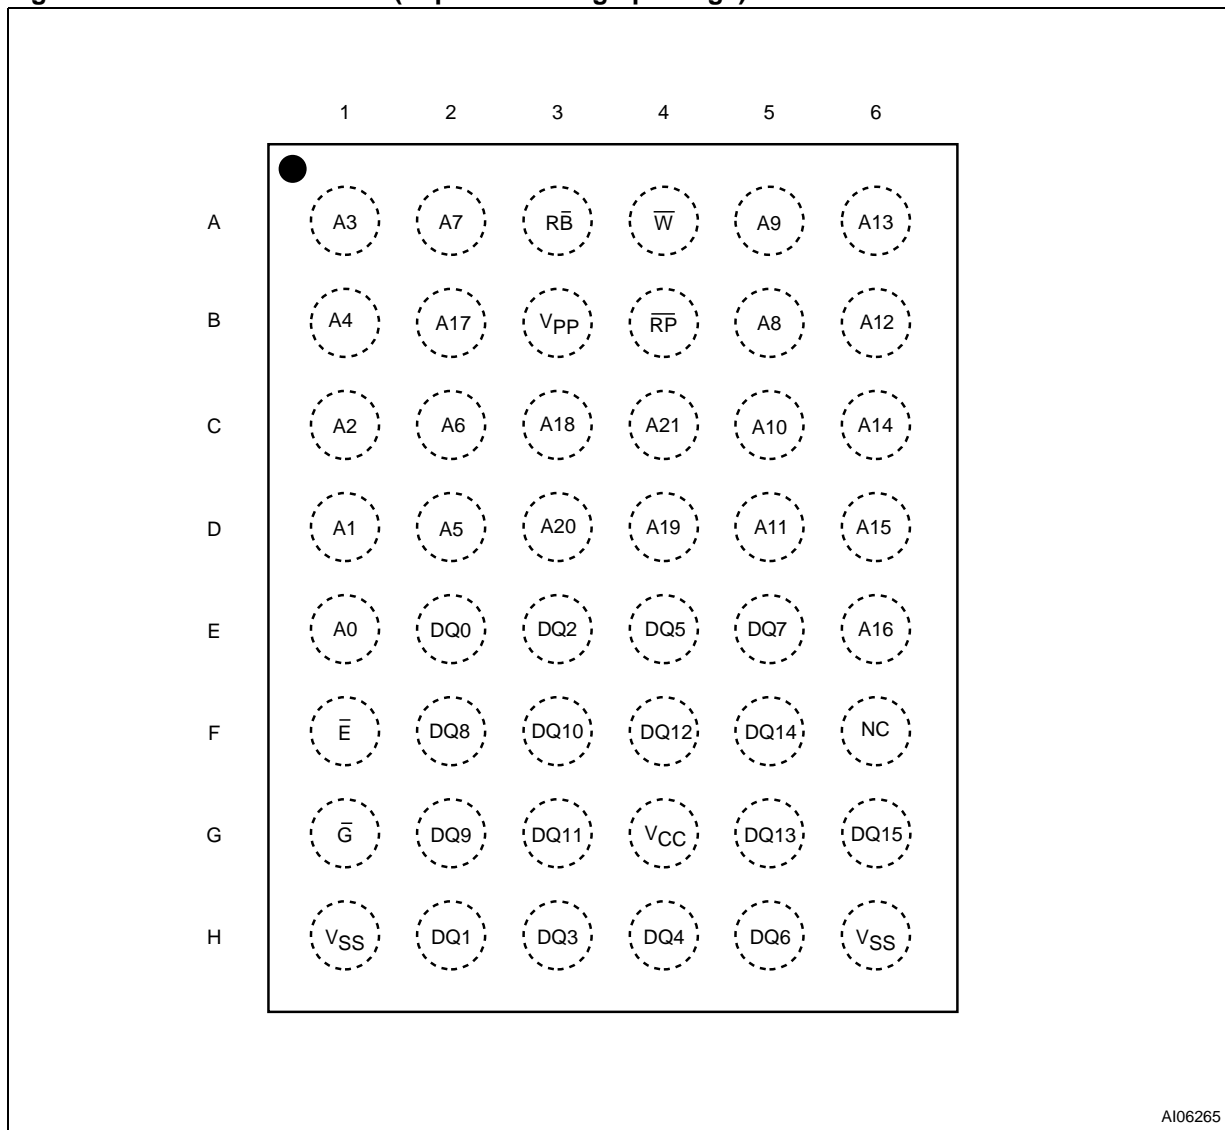 1 2 3 4 5 6
A A3 A7 RB̅ W̅ A9 A13
B A4 A17 VPP R̅P̅ A8 A12
C A2 A6 A18 A21 A10 A14
D A1 A5 A20 A19 A11 A15
E A0 DQ0 DQ2 DQ5 DQ7 A16
F E̅ DQ8 DQ10 DQ12 DQ14 NC
G G̅ DQ9 DQ11 VCC DQ13 DQ15
H VSS DQ1 DQ3 DQ4 DQ6 VSS
AI06265